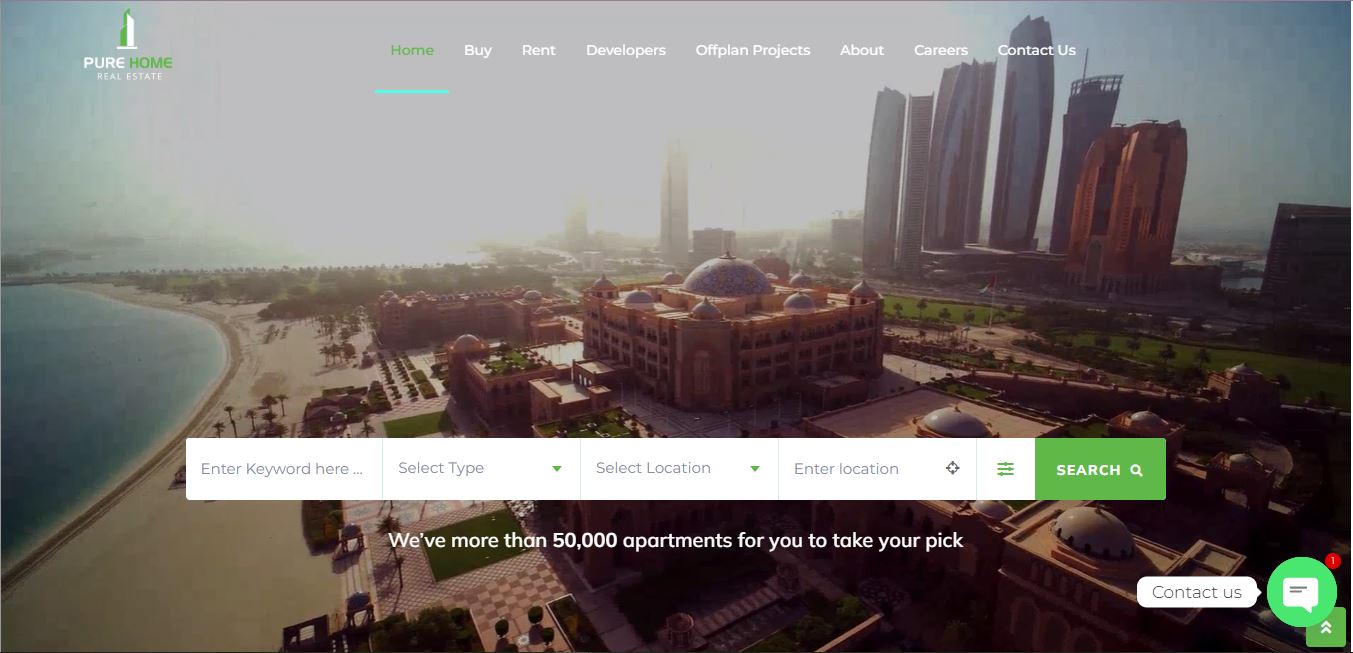 PURE HOME
REAL ESTATE
Home Buy Rent Developers Offplan Projects About Careers Contact Us
Enter Keyword here ... Select Type Select Location Enter location SEARCH
We've more than 50,000 apartments for you to take your pick
1
Contact us